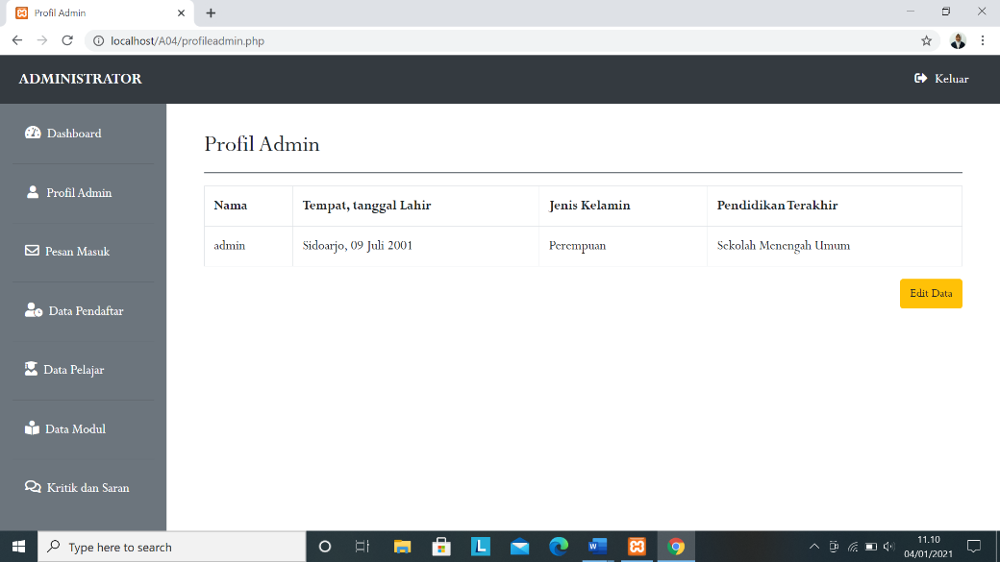 Profil Admin
localhost/A04/profileadmin.php
ADMINISTRATOR
Keluar
Dashboard
Profil Admin
Pesan Masuk
Data Pendaftar
Data Pelajar
Data Modul
Kritik dan Saran
Profil Admin
Nama Tempat, tanggal Lahir Jenis Kelamin Pendidikan Terakhir
admin Sidoarjo, 09 Juli 2001 Perempuan Sekolah Menengah Umum
Edit Data
Type here to search
L
W
11.10
04/01/2021